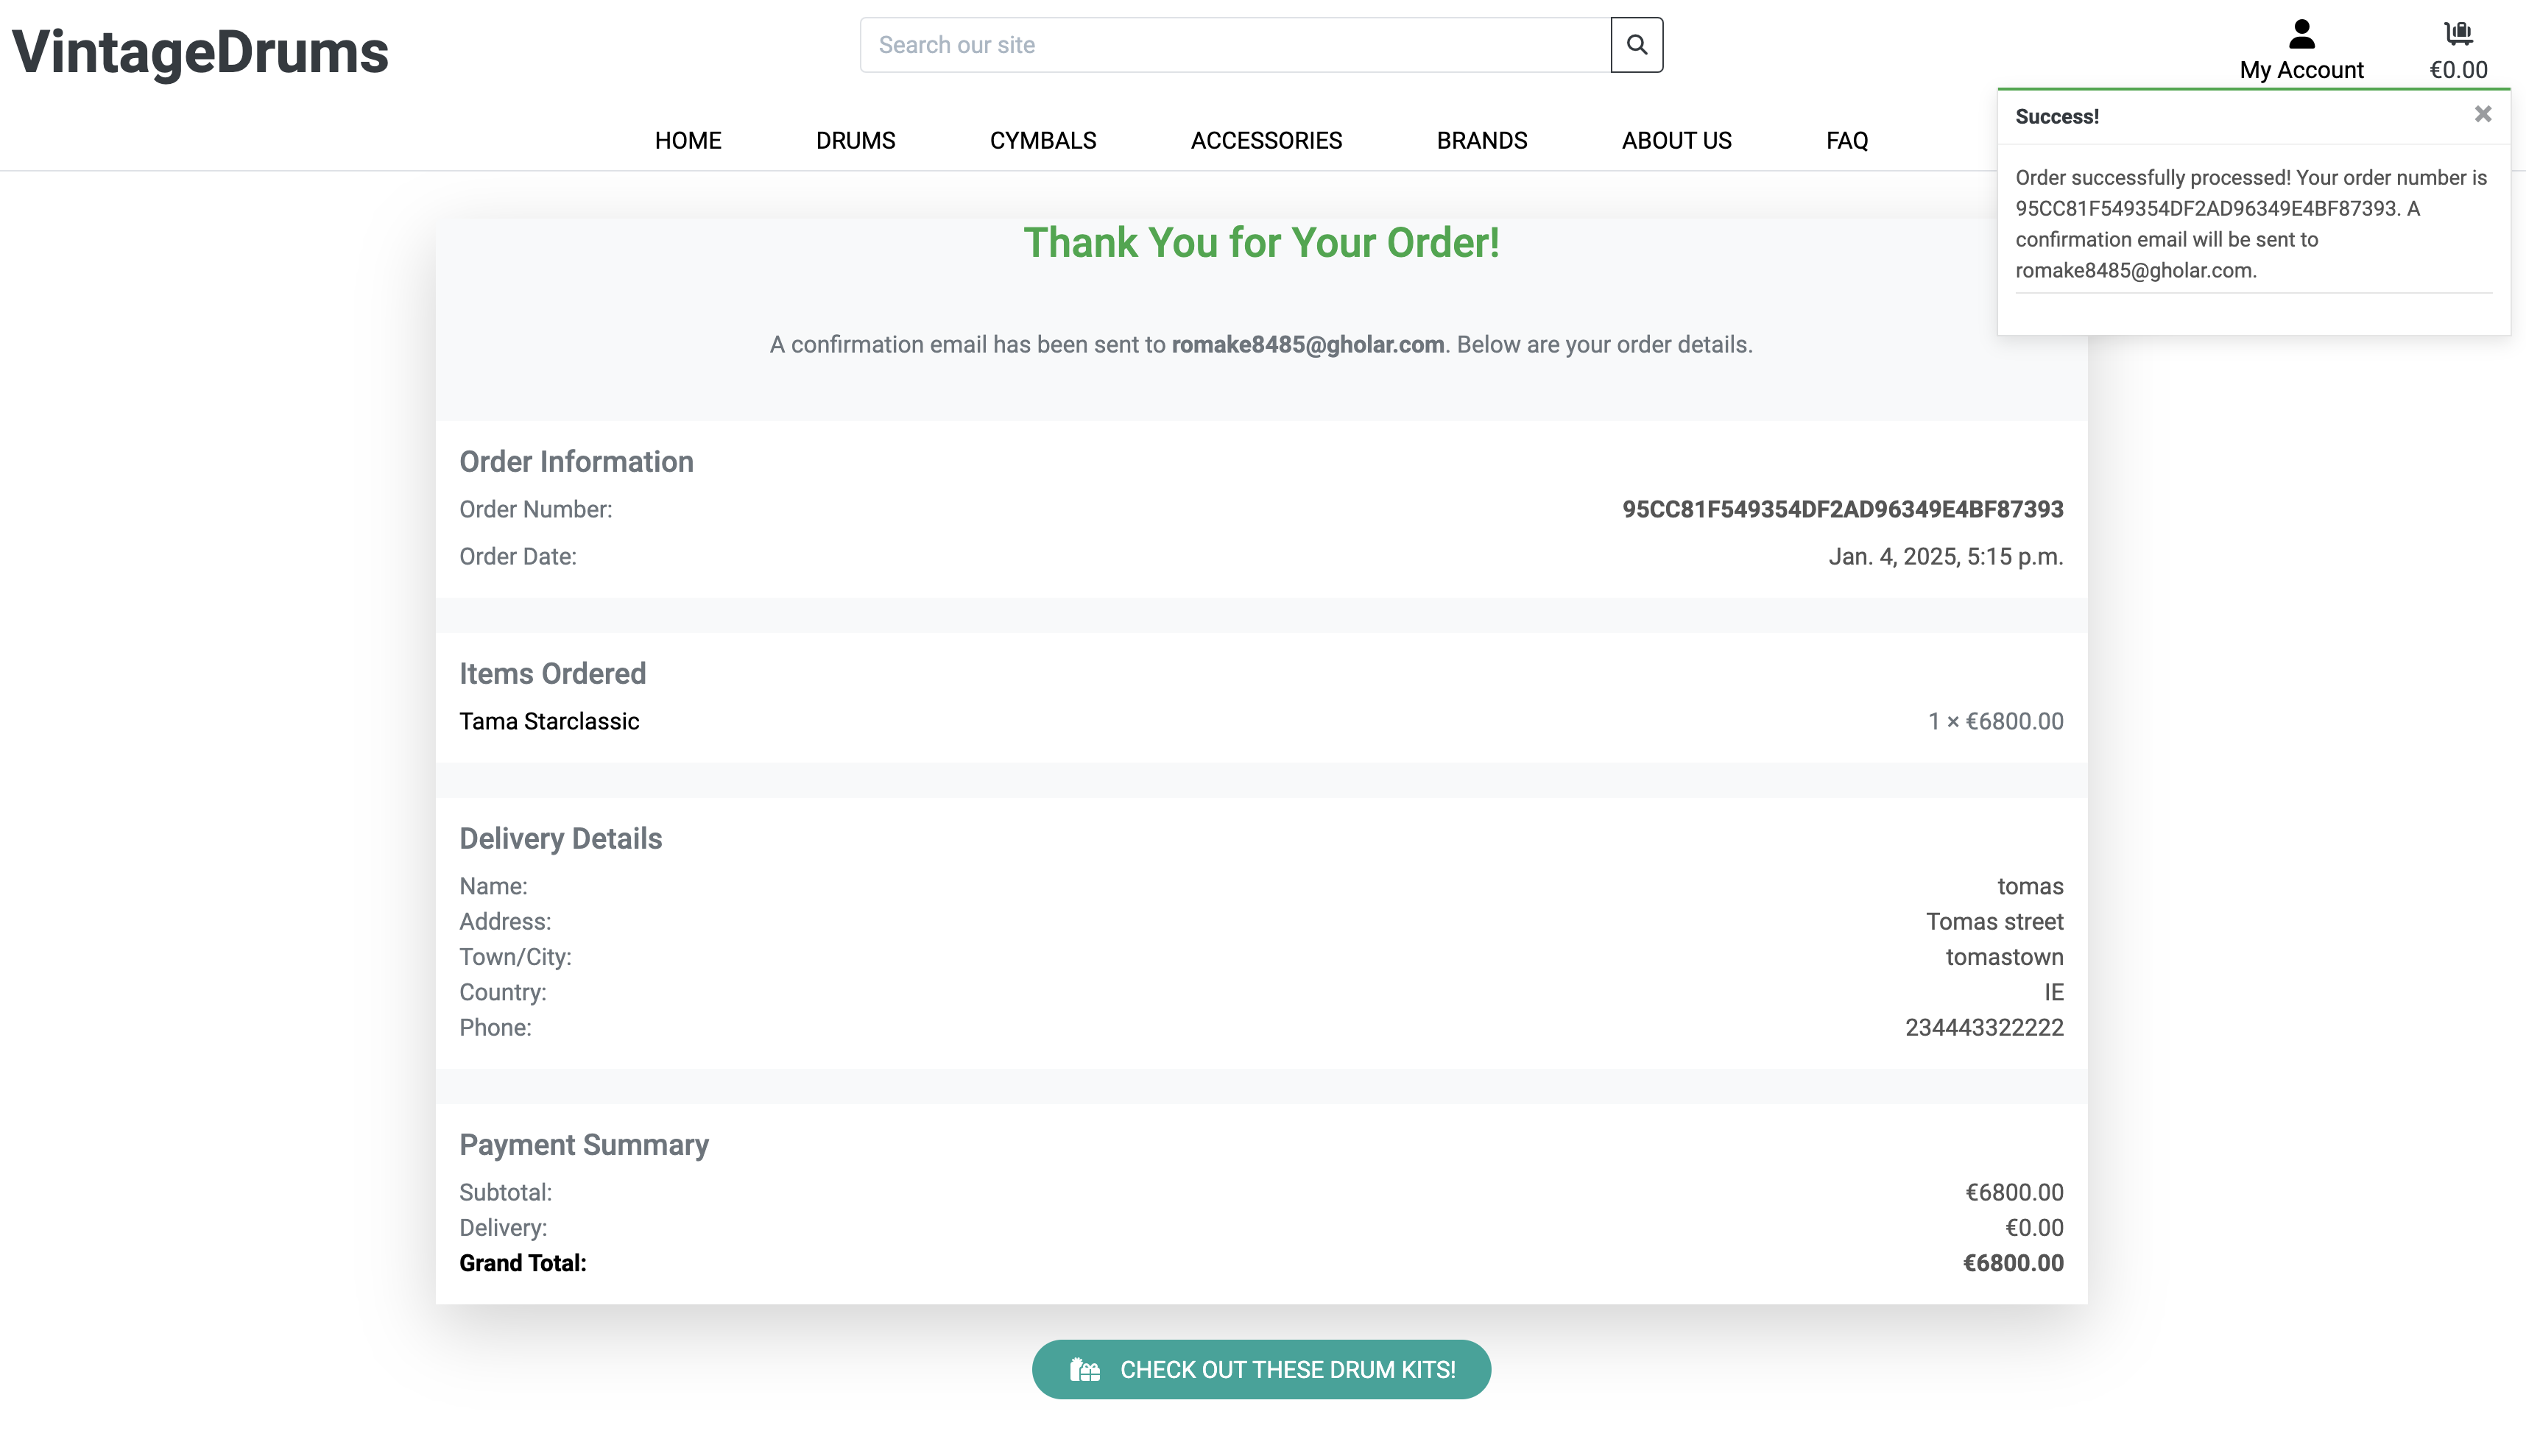 VintageDrums
Search our site
My Account
€0.00
HOME DRUMS CYMBALS ACCESSORIES BRANDS ABOUT US FAQ
Success!
Order successfully processed! Your order number is
95CC81F549354DF2AD96349E4BF87393. A
confirmation email will be sent to
romake8485@gholar.com.
Thank You for Your Order!
A confirmation email has been sent to romake8485@gholar.com. Below are your order details.
Order Information
Order Number: 95CC81F549354DF2AD96349E4BF87393
Order Date: Jan. 4, 2025, 5:15 p.m.
Items Ordered
Tama Starclassic 1 × €6800.00
Delivery Details
Name: tomas
Address: Tomas street
Town/City: tomastown
Country: IE
Phone: 234443322222
Payment Summary
Subtotal: €6800.00
Delivery: €0.00
Grand Total: €6800.00
CHECK OUT THESE DRUM KITS!